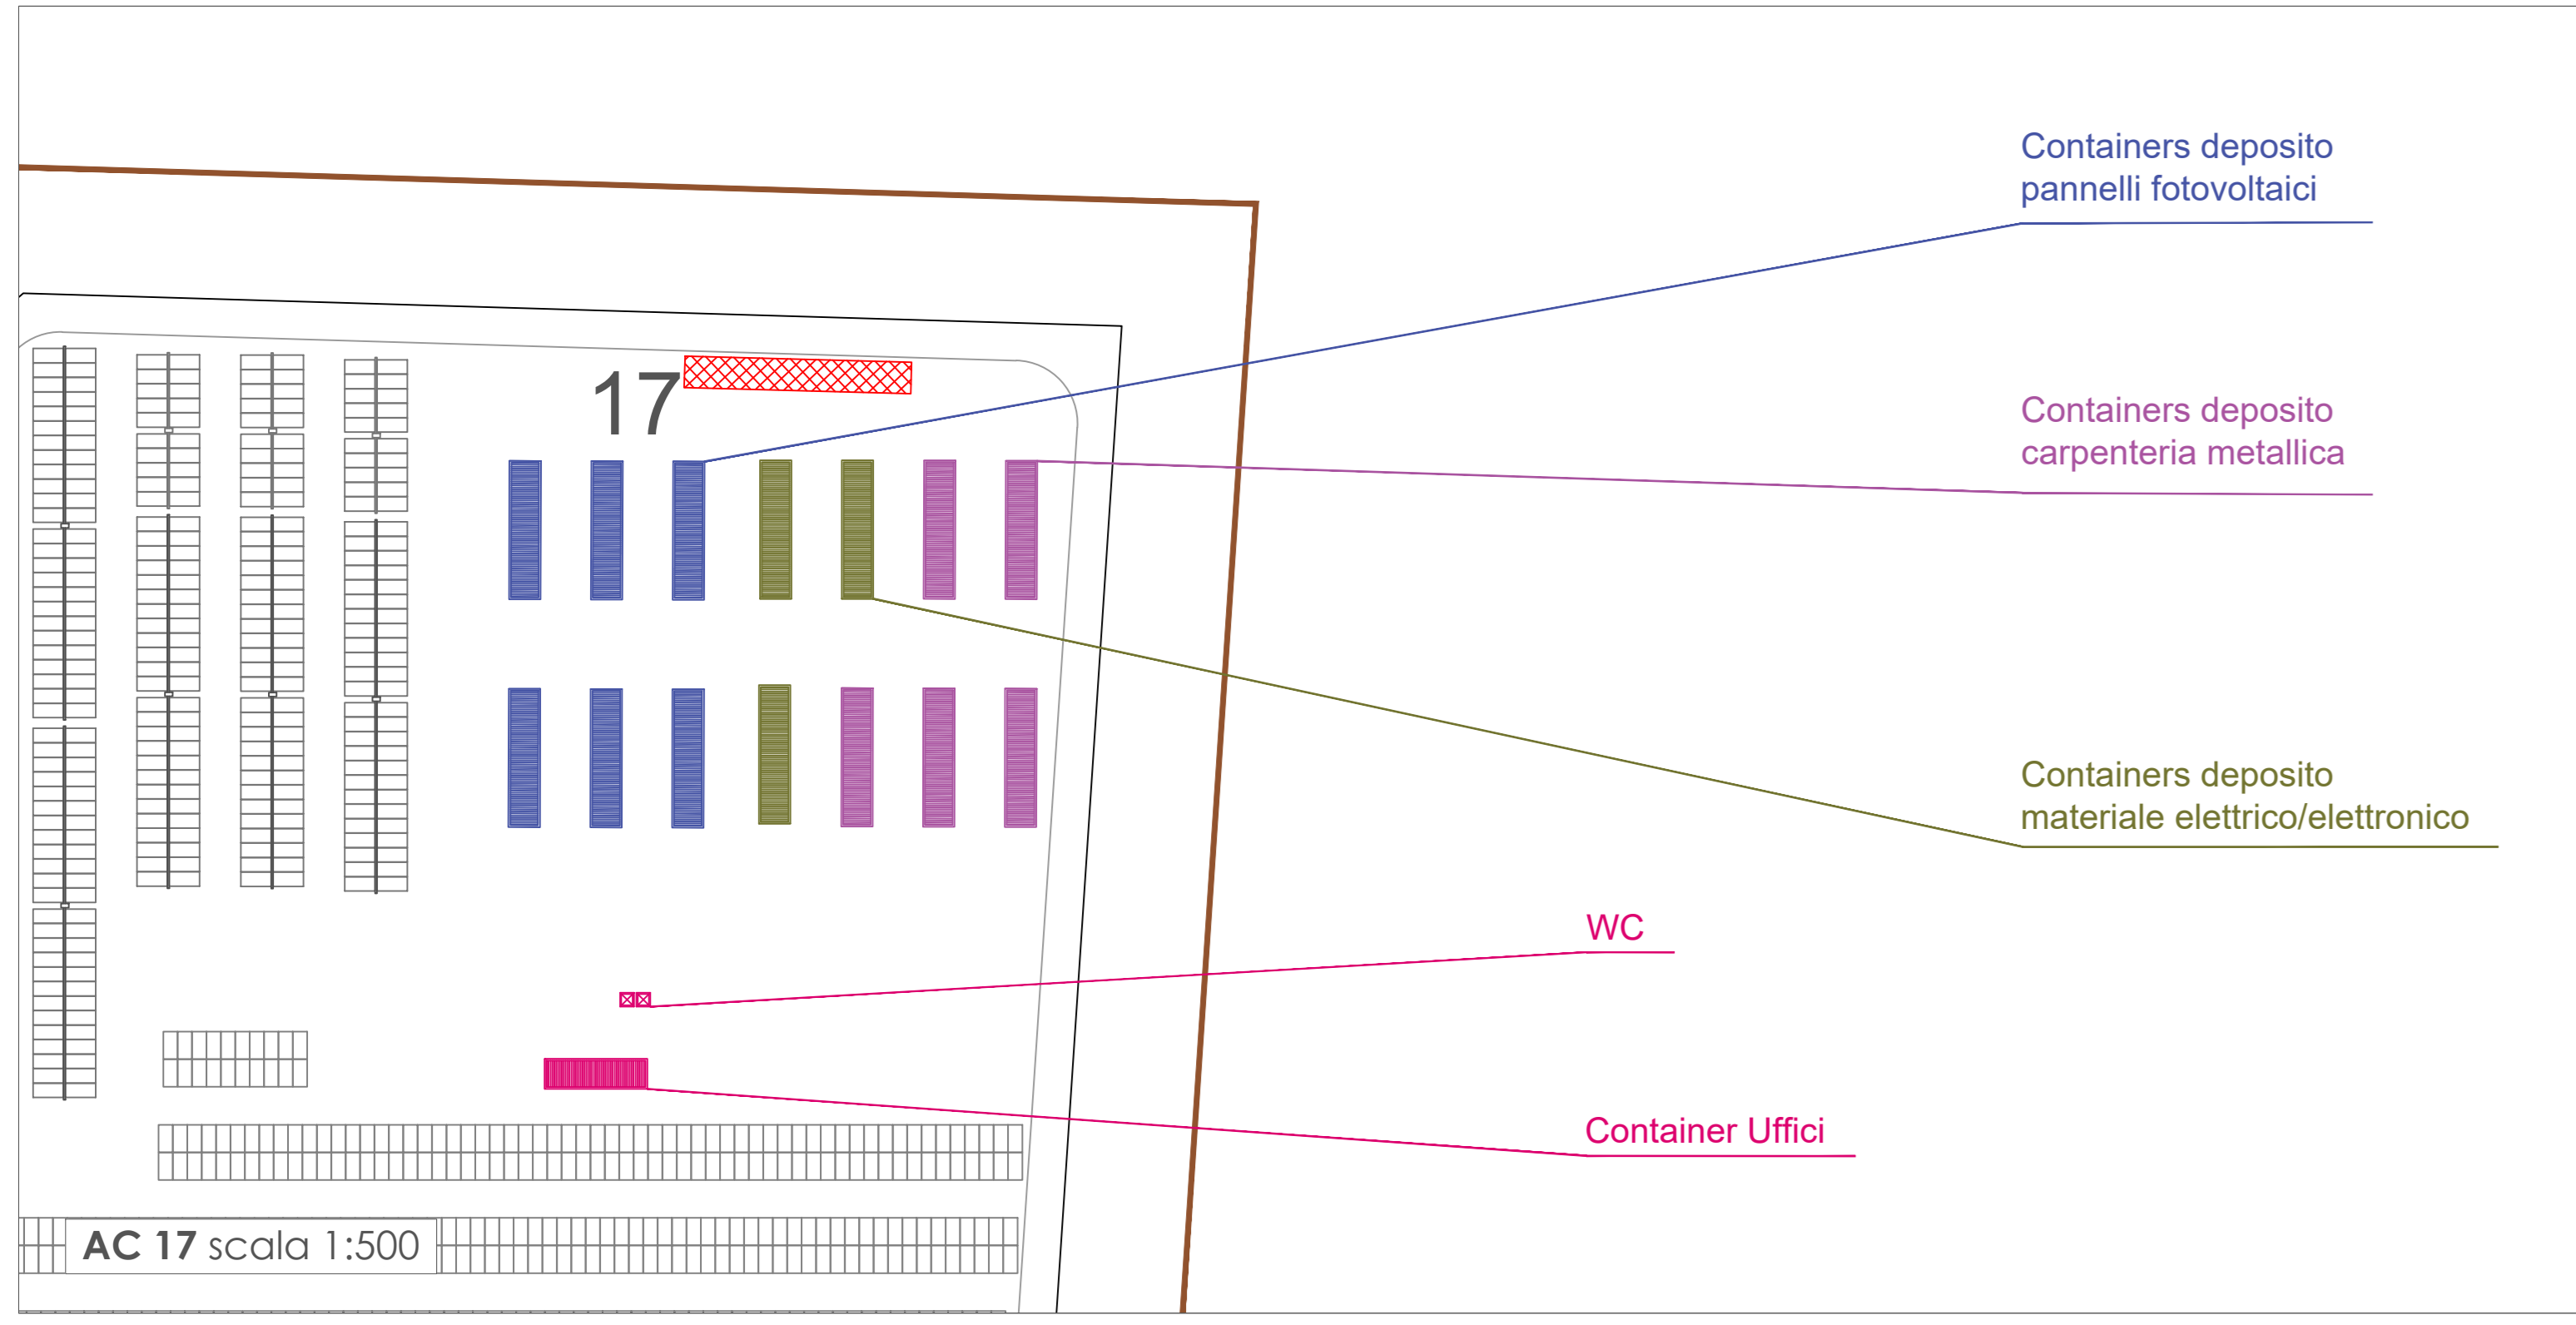 Containers deposito
pannelli fotovoltaici
17
Containers deposito
carpenteria metallica
Containers deposito
materiale elettrico/elettronico
WC
Container Uffici
AC 17 scala 1:500